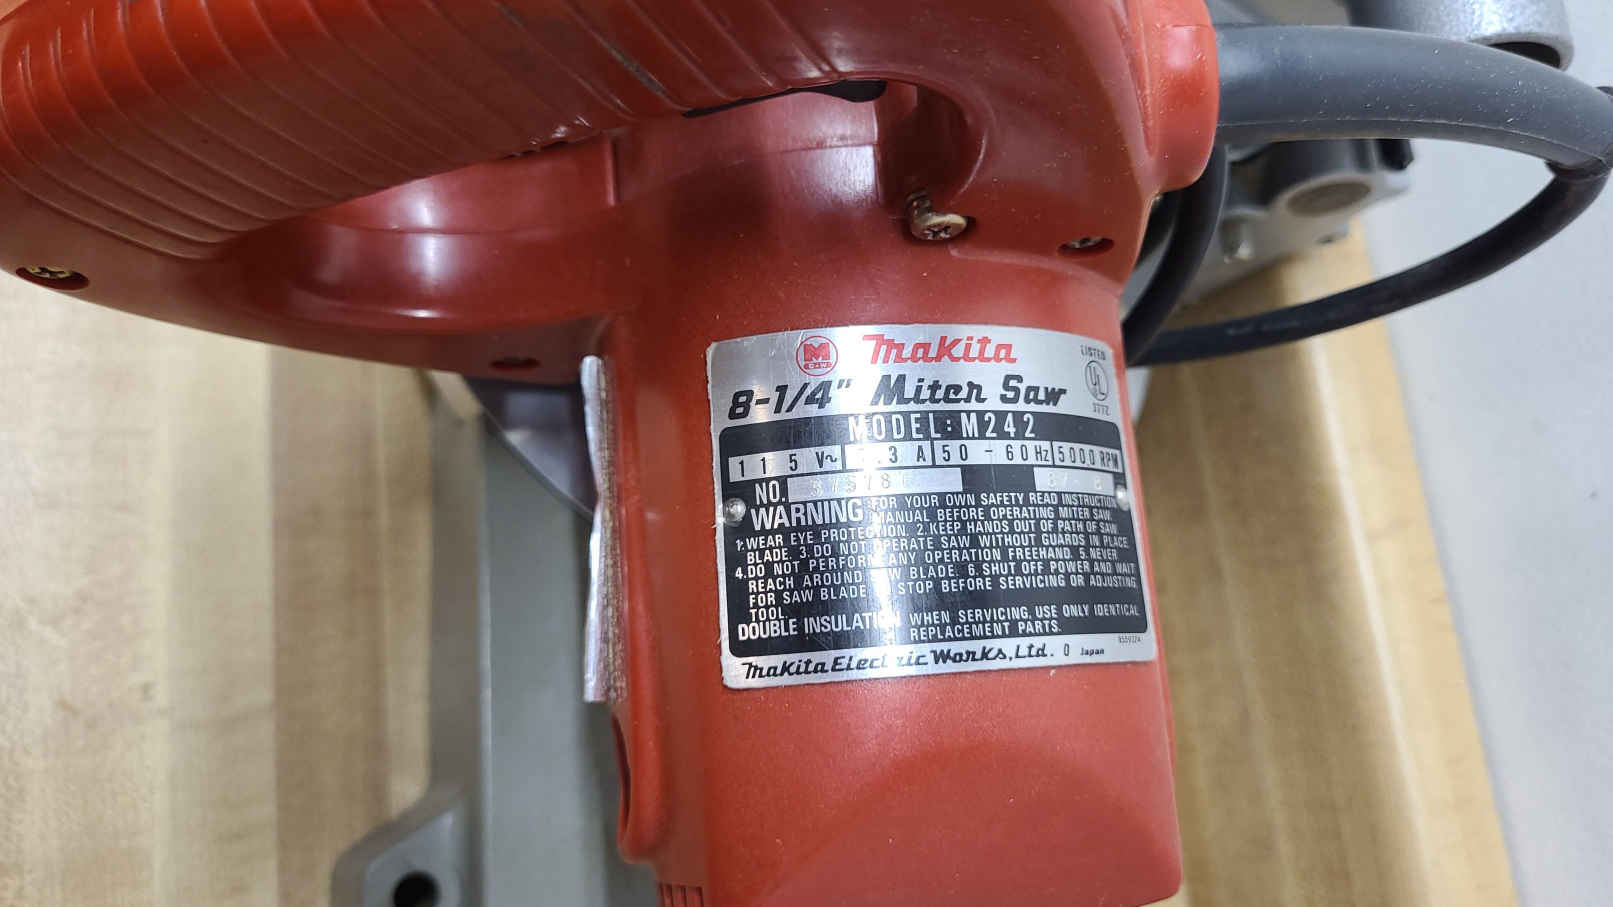 M
Makita
LISTED
UL
8-1/4" Miter Saw
MODEL: M242
115 V~ 3 A 50 - 60 Hz 5000 RPM
NO.
WARNING FOR YOUR OWN SAFETY READ INSTRUCTION
MANUAL BEFORE OPERATING MITER SAW.
1. WEAR EYE PROTECTION. 2. KEEP HANDS OUT OF PATH OF SAW
BLADE. 3. DO NOT OPERATE SAW WITHOUT GUARDS IN PLACE.
4. DO NOT PERFORM ANY OPERATION FREEHAND. 5. NEVER
REACH AROUND SAW BLADE. 6. SHUT OFF POWER AND WAIT
FOR SAW BLADE STOP BEFORE SERVICING OR ADJUSTING
TOOL.
DOUBLE INSULATION WHEN SERVICING, USE ONLY IDENTICAL
REPLACEMENT PARTS.
Makita Electric Works, Ltd. 0 Japan